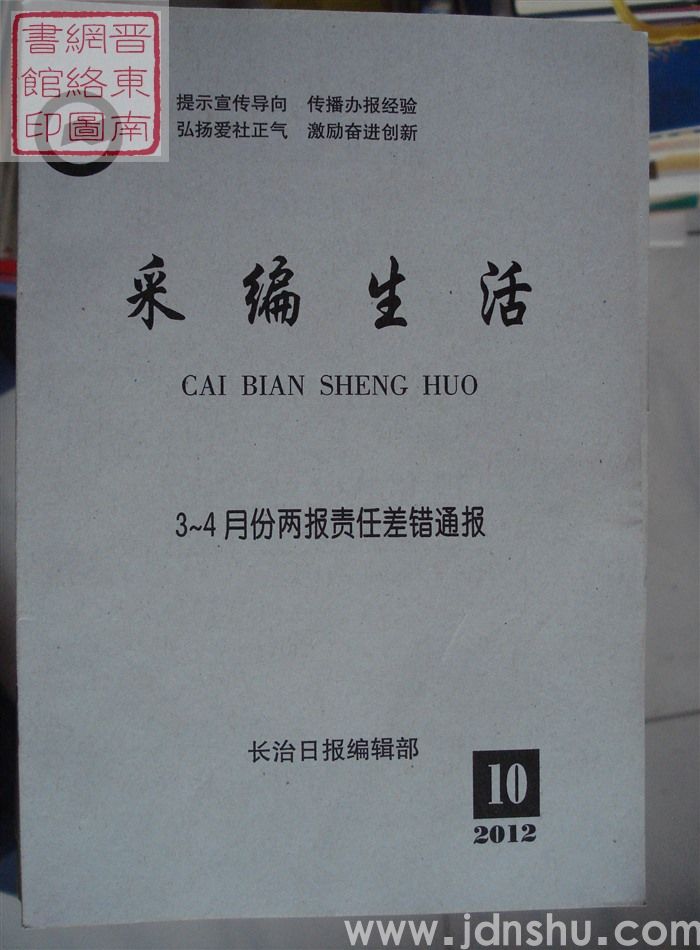 晋東南
網絡圖
書館印
提示宣传导向 传播办报经验
弘扬爱社正气 激励奋进创新
采编生活
CAI BIAN SHENG HUO
3~4月份两报责任差错通报
长治日报编辑部
10
2012
www.jdnshu.com